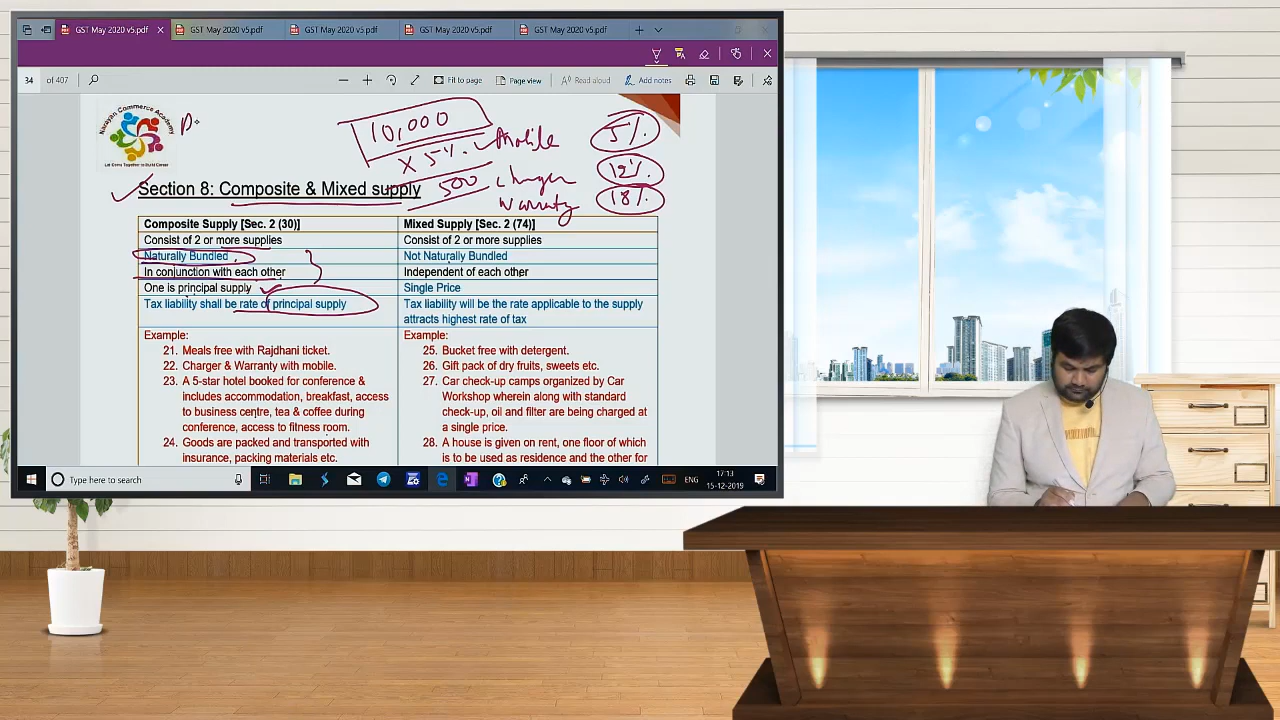 GST May 2020 v5.pdf
GST May 2020 v5.pdf
GST May 2020 v5.pdf
GST May 2020 v5.pdf
GST May 2020 v5.pdf
34 of 407
Fit to page
Page view
Read aloud
Add notes
Commerce Academy
Let Come Together to Build Career
10,000
x 5%
500
Mobile 5%
Charger 12%
Warranty 18%
Section 8: Composite & Mixed supply
Composite Supply [Sec. 2 (30)]
Consist of 2 or more supplies
Naturally Bundled
In conjunction with each other
One is principal supply
Tax liability shall be rate of principal supply
Example:
21. Meals free with Rajdhani ticket.
22. Charger & Warranty with mobile.
23. A 5-star hotel booked for conference &
includes accommodation, breakfast, access
to business centre, tea & coffee during
conference, access to fitness room.
24. Goods are packed and transported with
insurance, packing materials etc.
Mixed Supply [Sec. 2 (74)]
Consist of 2 or more supplies
Not Naturally Bundled
Independent of each other
Single Price
Tax liability will be the rate applicable to the supply
attracts highest rate of tax
Example:
25. Bucket free with detergent.
26. Gift pack of dry fruits, sweets etc.
27. Car check-up camps organized by Car
Workshop wherein along with standard
check-up, oil and filter are being charged at
a single price.
28. A house is given on rent, one floor of which
is to be used as residence and the other for
Type here to search
ENG
17:13
15-12-2019